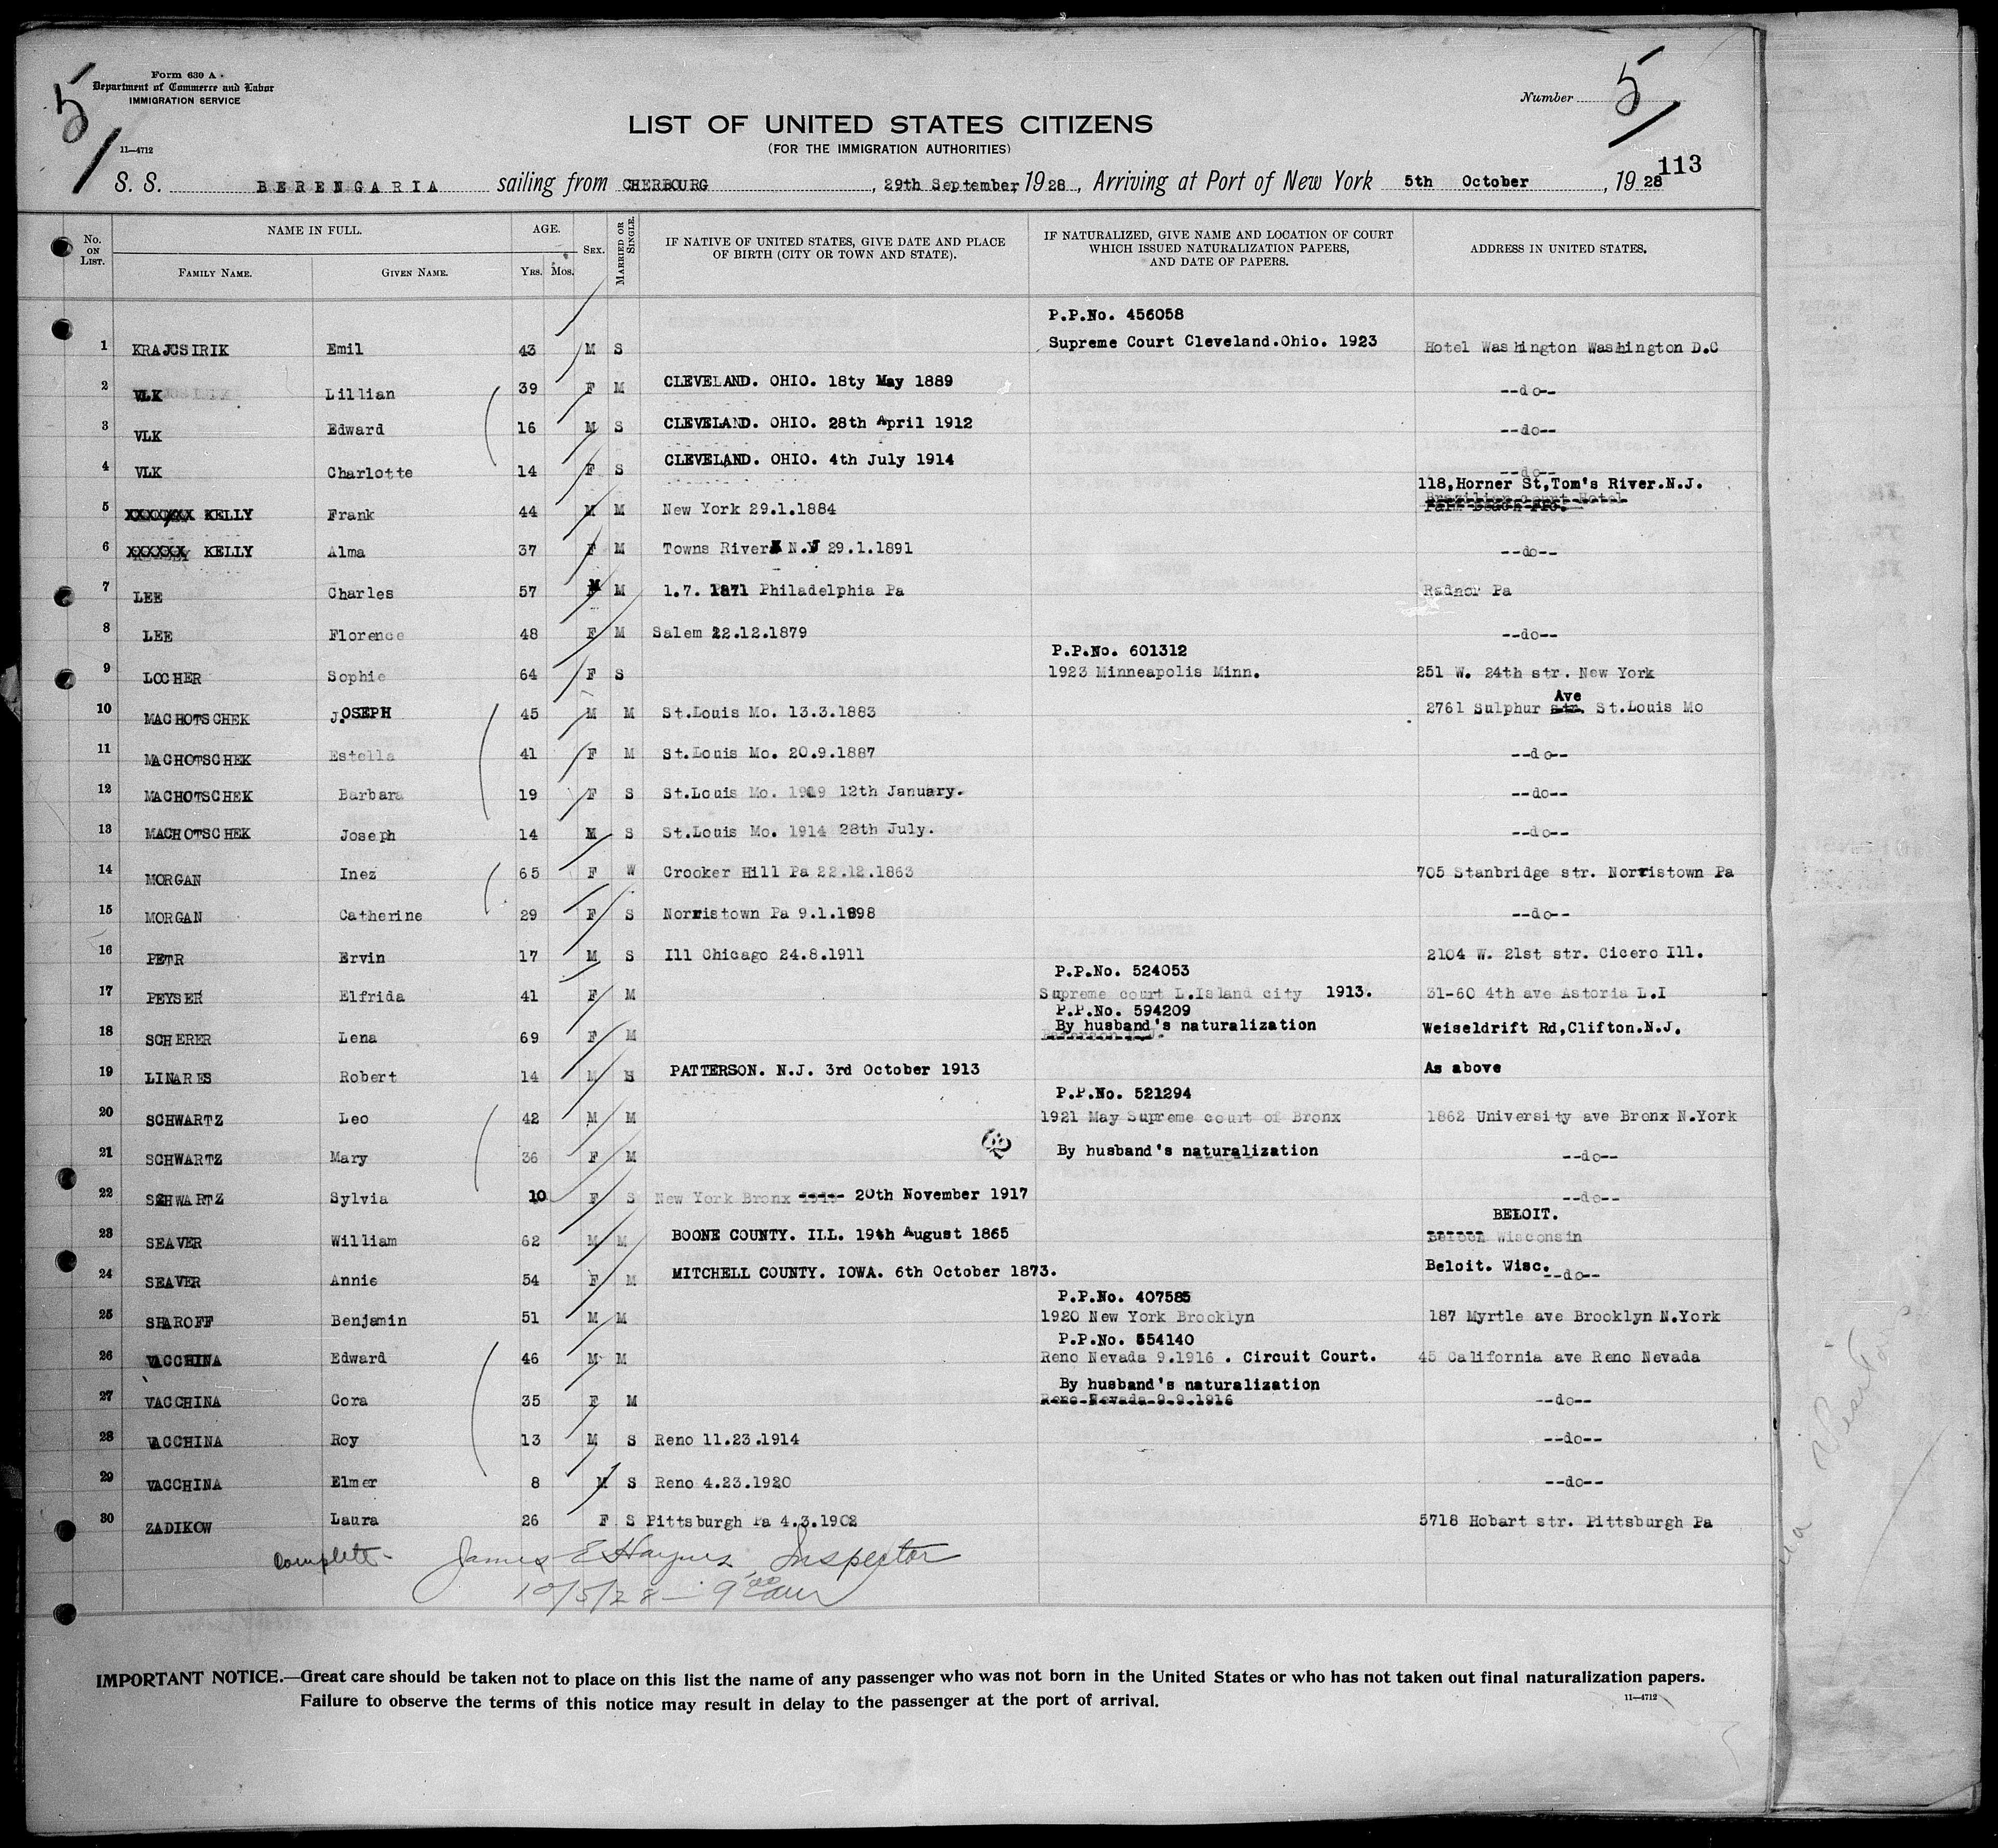 5/
Form 630 A
Department of Commerce and Labor
IMMIGRATION SERVICE
11—4712
Number 5/
LIST OF UNITED STATES CITIZENS
(FOR THE IMMIGRATION AUTHORITIES)
113
S. S. BERENGARIA sailing from CHERBOURG, 29th September, 1928, Arriving at Port of New York 5th October, 1928
No. ON LIST. NAME IN FULL. FAMILY NAME. GIVEN NAME. AGE. YRS. MOS. SEX. MARRIED OR SINGLE. IF NATIVE OF UNITED STATES, GIVE DATE AND PLACE OF BIRTH (CITY OR TOWN AND STATE). IF NATURALIZED, GIVE NAME AND LOCATION OF COURT WHICH ISSUED NATURALIZATION PAPERS, AND DATE OF PAPERS. ADDRESS IN UNITED STATES.
P.P.No. 456058
1 KRAJCSIRIK Emil 43 M S Supreme Court Cleveland.Ohio. 1923 Hotel Washington Washington D.C
2 VLK Lillian 39 F M CLEVELAND. OHIO. 18ty May 1889 --do--
3 VLK Edward 16 M S CLEVELAND. OHIO. 28th April 1912 --do--
4 VLK Charlotte 14 F S CLEVELAND. OHIO. 4th July 1914 --do--
118,Horner St,Tom's River.N.J.
Brazilian court Hotel
5 XXXXXXX KELLY Frank 44 M M New York 29.1.1884
6 XXXXXX KELLY Alma 37 F M Towns River N.J 29.1.1891 --do--
7 LEE Charles 57 M M 1.7. 1871 Philadelphia Pa Radnor Pa
8 LEE Florence 48 F M Salem 22.12.1879 --do--
P.P.No. 601312
9 LOCHER Sophie 64 F S 1923 Minneapolis Minn. 251 W. 24th str. New York
Ave
10 MACHOTSCHEK JOSEPH 45 M M St.Louis Mo. 13.3.1883 2761 Sulphur str. St.Louis Mo
11 MACHOTSCHEK Estella 41 F M St.Louis Mo. 20.9.1887 --do--
12 MACHOTSCHEK Barbara 19 F S St.Louis Mo. 1909 12th January. --do--
13 MACHOTSCHEK Joseph 14 M S St.Louis Mo. 1914 28th July. --do--
14 MORGAN Inez 65 F W Crooker Hill Pa 22.12.1863 705 Stanbridge str. Norristown Pa
15 MORGAN Catherine 29 F S Norristown Pa 9.1.1898 --do--
16 PETR Ervin 17 M S Ill Chicago 24.8.1911 2104 W. 21st str. Cicero Ill.
P.P.No. 524053
17 PEYSER Elfrida 41 F M Supreme court L.Island city 1913. 31-60 4th ave Astoria L.I
P.P.No. 594209
18 SCHERER Lena 69 F M By husband's naturalization Weiseldrift Rd,Clifton.N.J.
19 LINARES Robert 14 M S PATTERSON. N.J. 3rd October 1913 As above
P.P.No. 521294
20 SCHWARTZ Leo 42 M M 1921 May Supreme court of Bronx 1862 University ave Bronx N.York
21 SCHWARTZ Mary 36 F M By husband's naturalization --do--
22 SCHWARTZ Sylvia 10 F S New York Bronx 20th November 1917 --do--
BELOIT.
23 SEAVER William 62 M M BOONE COUNTY. ILL. 19th August 1865 Wisconsin
24 SEAVER Annie 54 F M MITCHELL COUNTY. IOWA. 6th October 1873. Beloit. Wisc. --do--
P.P.No. 407585
25 SHAROFF Benjamin 51 M M 1920 New York Brooklyn 187 Myrtle ave Brooklyn N.York
P.P.No. 554140
26 VACCHINA Edward 46 M M Reno Nevada 9.1916 . Circuit Court. 45 California ave Reno Nevada
By husband's naturalization
27 VACCHINA Cora 35 F M Reno Nevada 9.9.1916 --do--
28 VACCHINA Roy 13 M S Reno 11.23.1914 --do--
29 VACCHINA Elmer 8 M S Reno 4.23.1920 --do--
30 ZADIKOW Laura 26 F S Pittsburgh Pa 4.3.1902 5718 Hobart str. Pittsburgh Pa
Complete- James E Haynes Inspector
10/5/28 — 9 00 am
IMPORTANT NOTICE.—Great care should be taken not to place on this list the name of any passenger who was not born in the United States or who has not taken out final naturalization papers.
Failure to observe the terms of this notice may result in delay to the passenger at the port of arrival.
11—4712